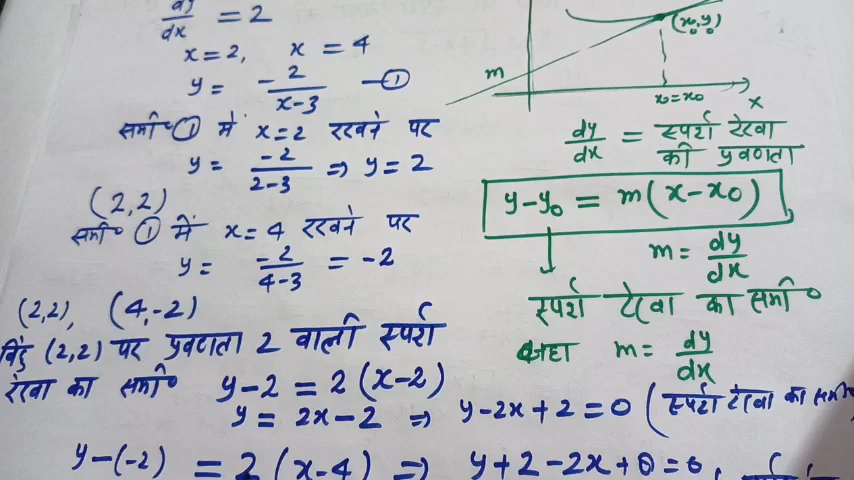 dy/dx = 2
x=2, x = 4
y = -2/(x-3) —①
समी० ① में x=2 रखने पर
y = -2/(2-3) ⇒ y = 2
(2,2)
समी० ① में x=4 रखने पर
y = -2/(4-3) = -2
(2,2), (4,-2)
बिंदु (2,2) पर प्रवणता 2 वाली स्पर्श
रेखा का समी० y-2 = 2(x-2)
y = 2x-2 ⇒ y-2x+2=0 (स्पर्श रेखा का समी०
y-(-2) = 2(x-4) ⇒ y+2-2x+8=0
m
(x₀,y₀)
x=x₀
x
dy/dx = स्पर्श रेखा
की प्रवणता
y-y₀ = m(x-x₀)
m = dy/dx
स्पर्श रेखा का समी०
जहा m = dy/dx